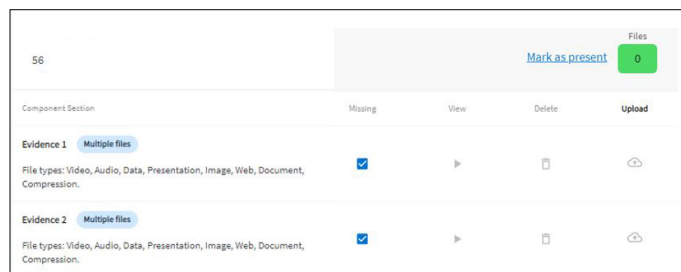 Files
56
Mark as present
0
Component Section
Missing
View
Delete
Upload
Evidence 1
Multiple files
File types: Video, Audio, Data, Presentation, Image, Web, Document,
Compression.
Evidence 2
Multiple files
File types: Video, Audio, Data, Presentation, Image, Web, Document,
Compression.